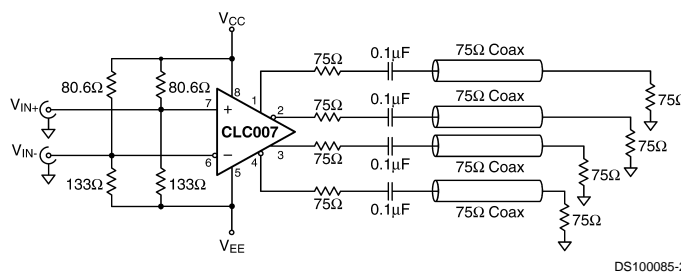 VCC
75Ω 0.1µF 75Ω Coax
80.6Ω 80.6Ω 8 1
75Ω 0.1µF 75Ω Coax 75Ω
VIN+ 7 + 2
CLC007 75Ω 0.1µF 75Ω Coax 75Ω
VIN- 6 − 3
133Ω 133Ω 5 4 75Ω
75Ω 0.1µF 75Ω Coax 75Ω
VEE
DS100085-